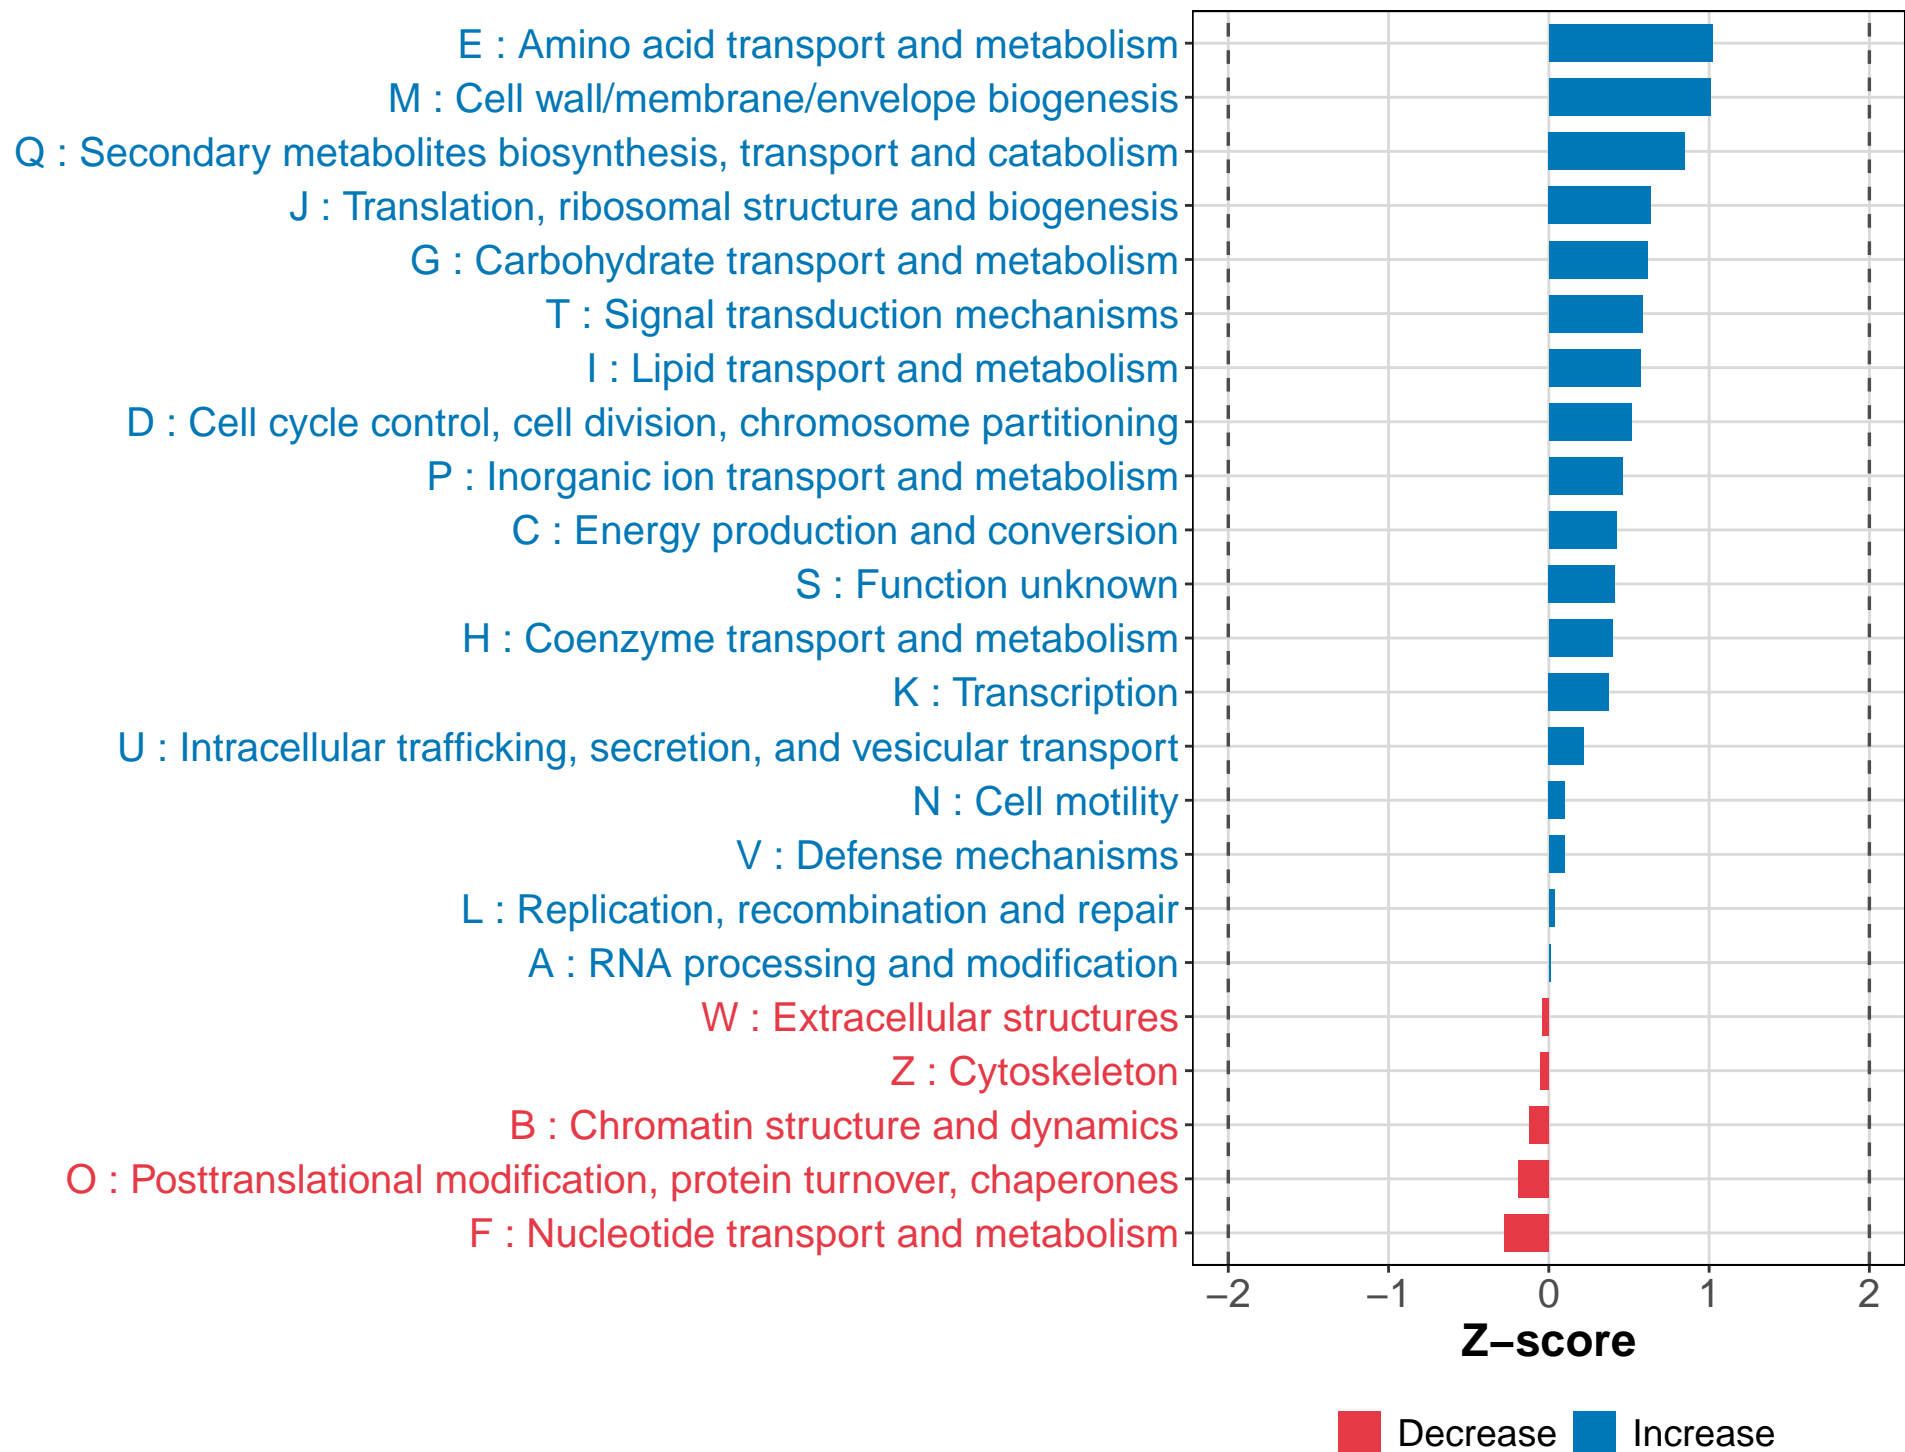 E : Amino acid transport and metabolism
M : Cell wall/membrane/envelope biogenesis
Q : Secondary metabolites biosynthesis, transport and catabolism
J : Translation, ribosomal structure and biogenesis
G : Carbohydrate transport and metabolism
T : Signal transduction mechanisms
I : Lipid transport and metabolism
D : Cell cycle control, cell division, chromosome partitioning
P : Inorganic ion transport and metabolism
C : Energy production and conversion
S : Function unknown
H : Coenzyme transport and metabolism
K : Transcription
U : Intracellular trafficking, secretion, and vesicular transport
N : Cell motility
V : Defense mechanisms
L : Replication, recombination and repair
A : RNA processing and modification
W : Extracellular structures
Z : Cytoskeleton
B : Chromatin structure and dynamics
O : Posttranslational modification, protein turnover, chaperones
F : Nucleotide transport and metabolism
−2 −1 0 1 2
Z−score
Decrease Increase